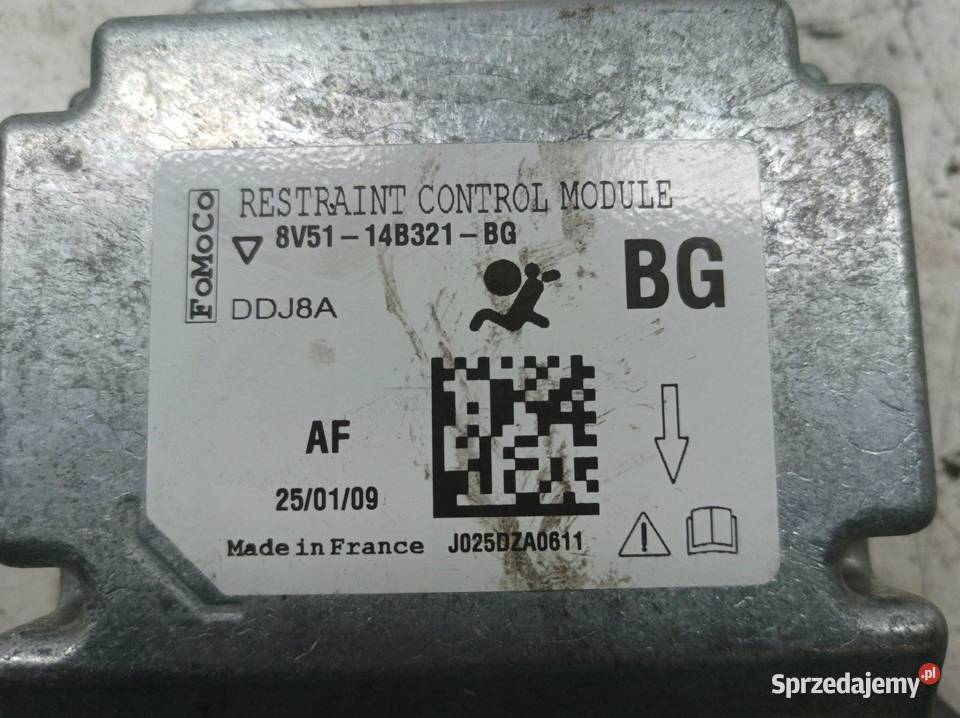 FoMoCo
RESTRAINT CONTROL MODULE
8V51-14B321-BG
BG
DDJ8A
AF
25/01/09
Made in France J025DZA0611
Sprzedajemy.pl